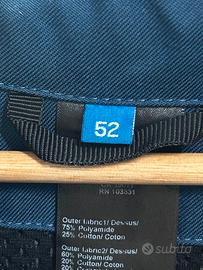 52
RN 103531
Outer fabric1/ Dessus/
75% Polyamide
25% Cotton/ Coton
Outer fabric2/ Dessus/
60% Polyamide
20% Cotton/ Coton
subito